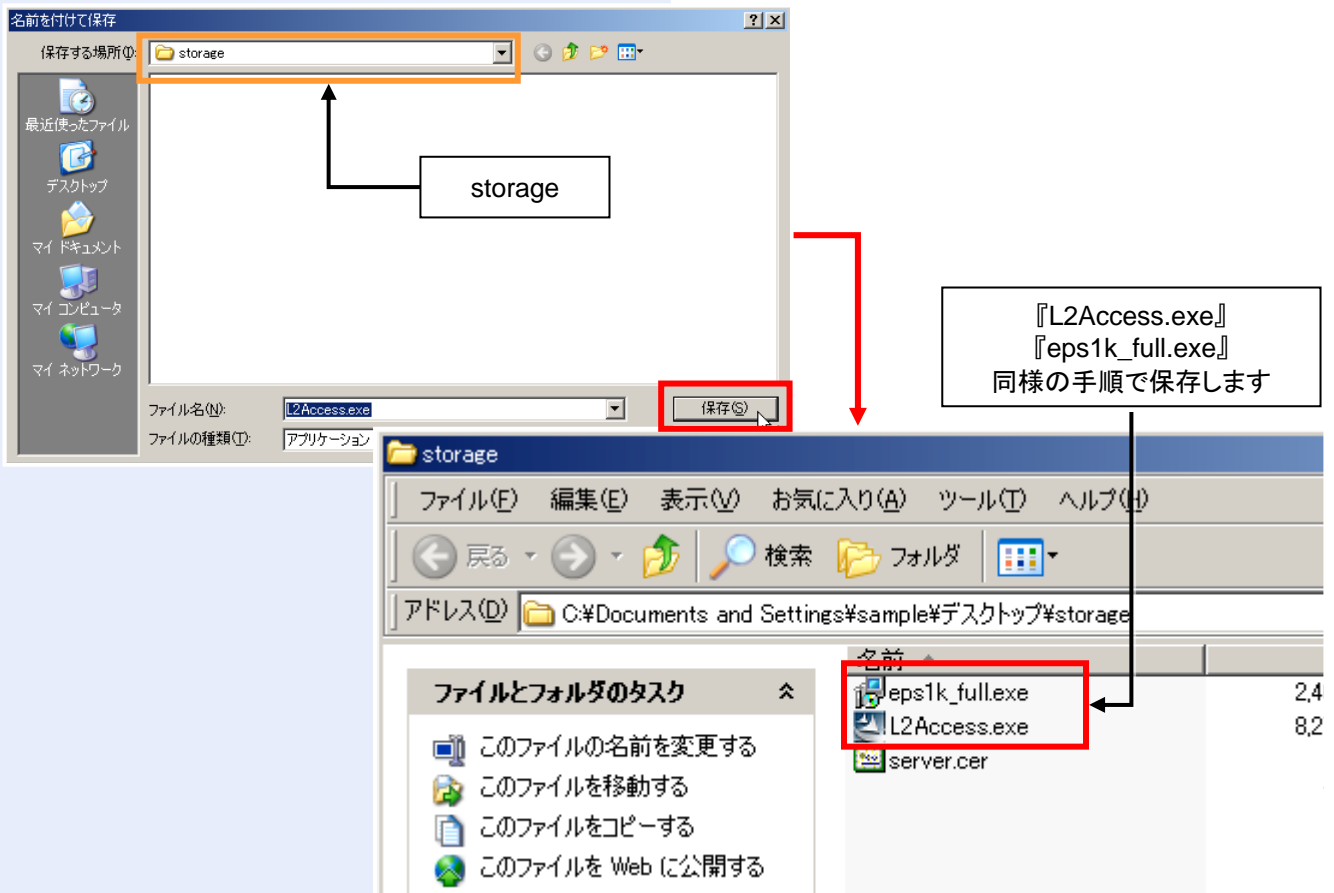 名前を付けて保存
保存する場所(I):
storage
最近使ったファイル
デスクトップ
マイ ドキュメント
マイ コンピュータ
マイ ネットワーク
storage
ファイル名(N):
L2Access.exe
保存(S)
ファイルの種類(T):
アプリケーション
『L2Access.exe』
『eps1k_full.exe』
同様の手順で保存します
storage
ファイル(F) 編集(E) 表示(V) お気に入り(A) ツール(T) ヘルプ(H)
戻る 検索 フォルダ
アドレス(D) C:¥Documents and Settings¥sample¥デスクトップ¥storage
名前
ファイルとフォルダのタスク
このファイルの名前を変更する
このファイルを移動する
このファイルをコピーする
このファイルを Web に公開する
eps1k_full.exe 2,4
L2Access.exe 8,2
server.cer